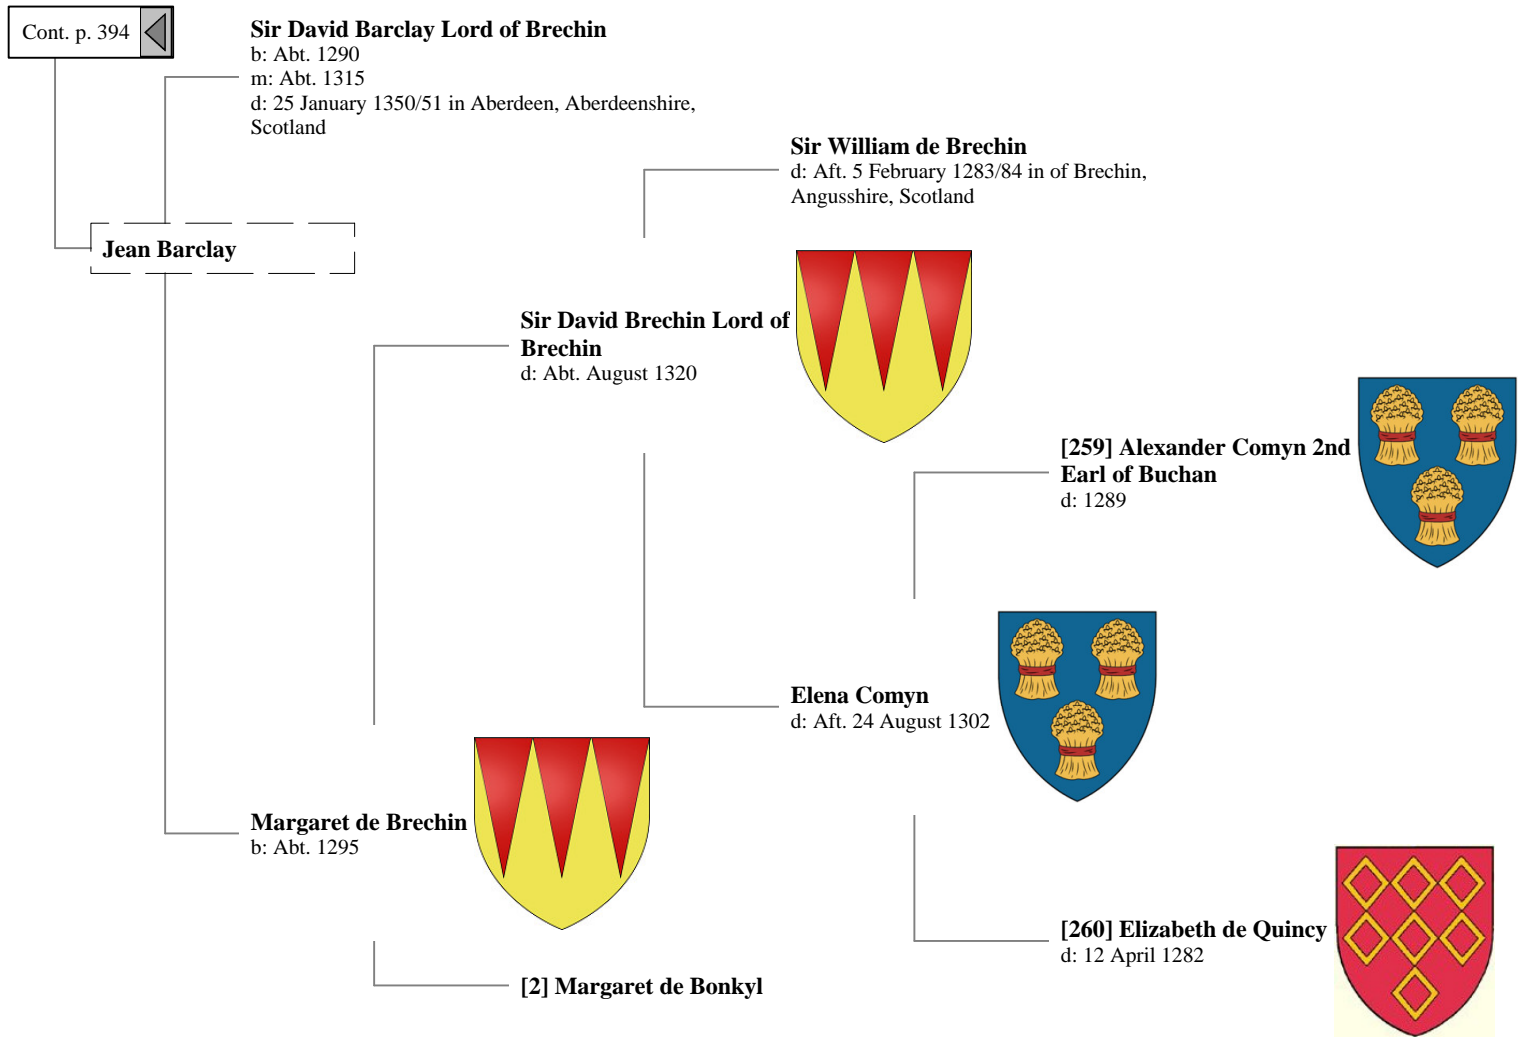 Cont. p. 394
Sir David Barclay Lord of Brechin
b: Abt. 1290
m: Abt. 1315
d: 25 January 1350/51 in Aberdeen, Aberdeenshire,
Scotland
Sir William de Brechin
d: Aft. 5 February 1283/84 in of Brechin,
Angusshire, Scotland
Jean Barclay
Sir David Brechin Lord of
Brechin
d: Abt. August 1320
[259] Alexander Comyn 2nd
Earl of Buchan
d: 1289
Elena Comyn
d: Aft. 24 August 1302
Margaret de Brechin
b: Abt. 1295
[260] Elizabeth de Quincy
d: 12 April 1282
[2] Margaret de Bonkyl